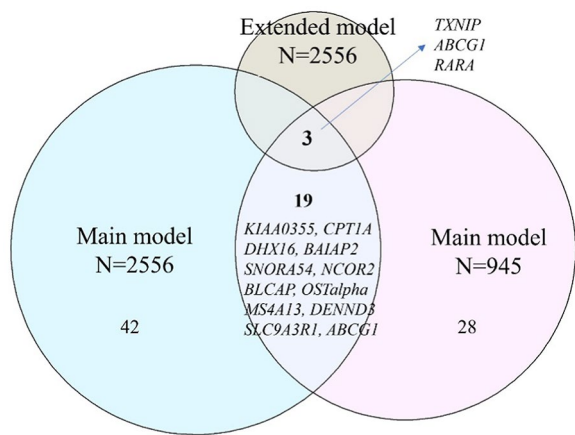 Extended model
N=2556
TXNIP
ABCG1
RARA
3
19
KIAA0355, CPT1A
DHX16, BAIAP2
SNORA54, NCOR2
BLCAP, OSTalpha
MS4A13, DENND3
SLC9A3R1, ABCG1
Main model
N=2556
42
Main model
N=945
28